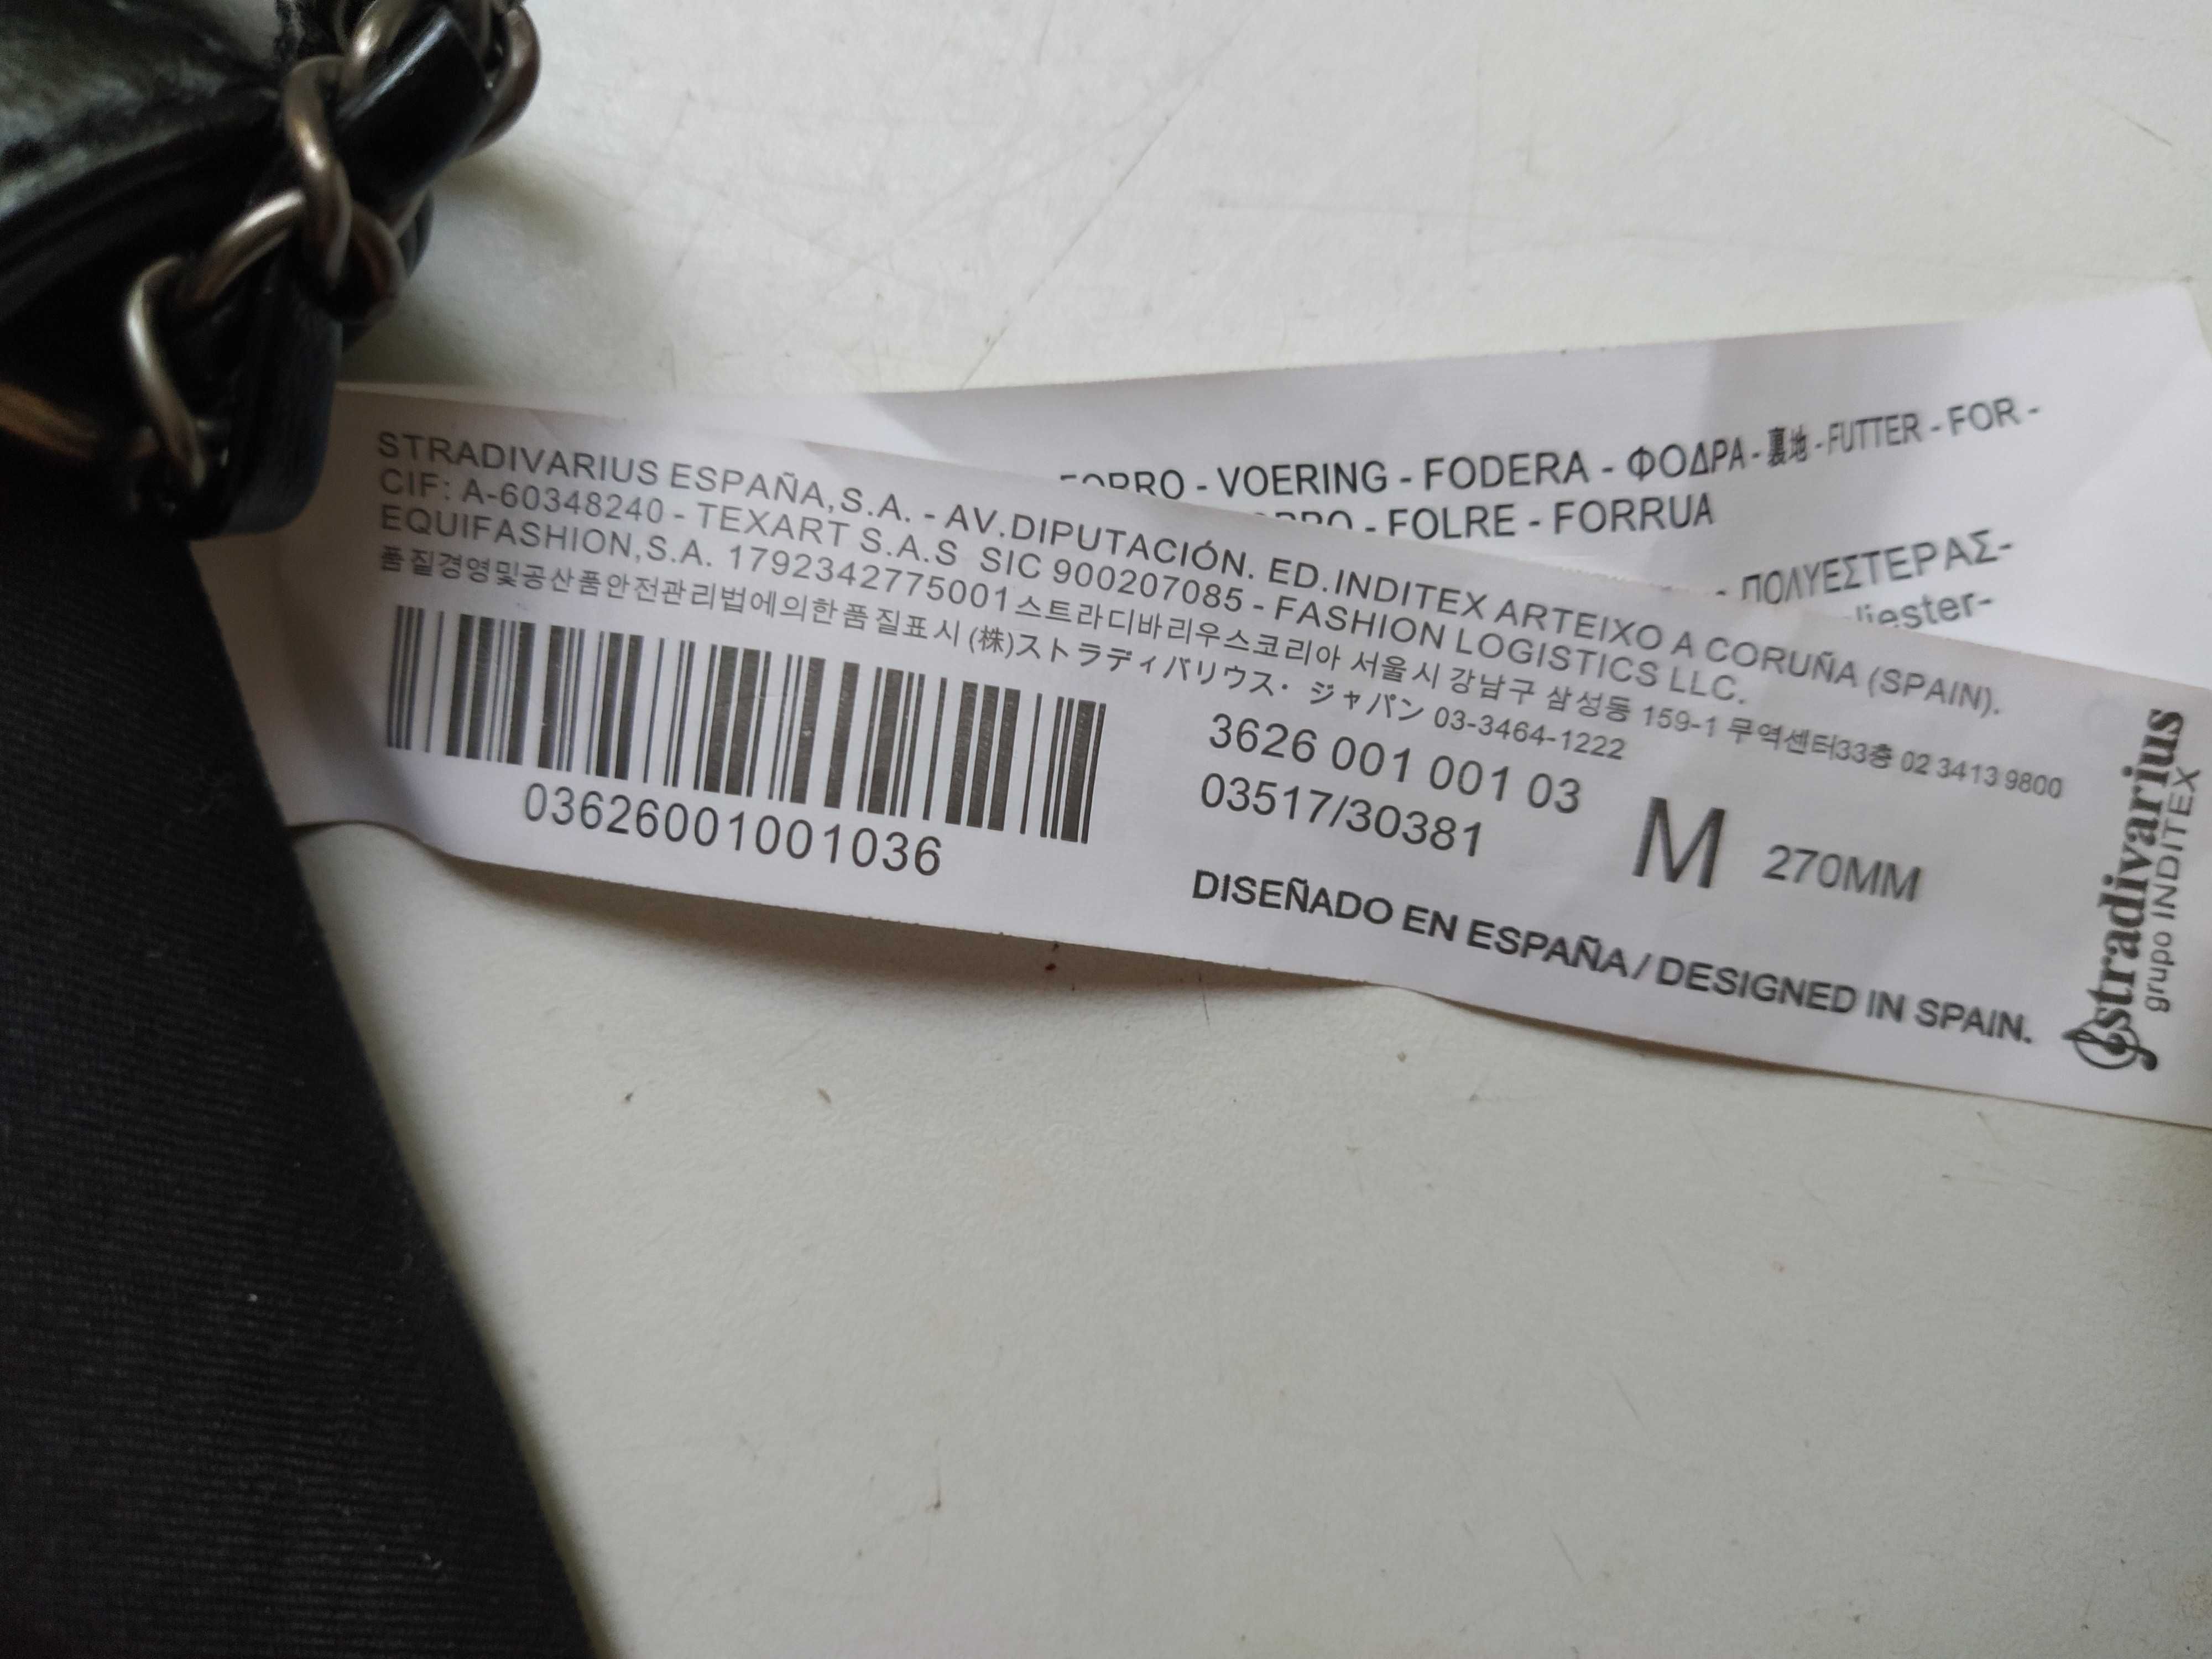 STRADIVARIUS ESPAÑA,S.A. - AV.DIPUTACIÓN. ED.INDITEX ARTEIXO A CORUÑA (SPAIN).
CIF: A-60348240 - TEXART S.A.S SIC 900207085 - FASHION LOGISTICS LLC.
EQUIFASHION,S.A. 1792342775001 스트라디바리우스코리아 서울시 강남구 삼성동 159-1 무역센터33층 02 3413 9800
품질경영및공산품안전관리법에의한품질표시 (株)ストラディバリウス・ジャパン 03-3464-1222
03626001001036
3626 001 001 03
03517/30381
M 270MM
DISEÑADO EN ESPAÑA / DESIGNED IN SPAIN.
stradivarius
grupo INDITEX
- VOERING - FODERA - ΦΟΔΡΑ - 裏地 - FUTTER - FOR -
- FOLRE - FORRUA
- ΠΟΛΥΕΣΤΕΡΑΣ-